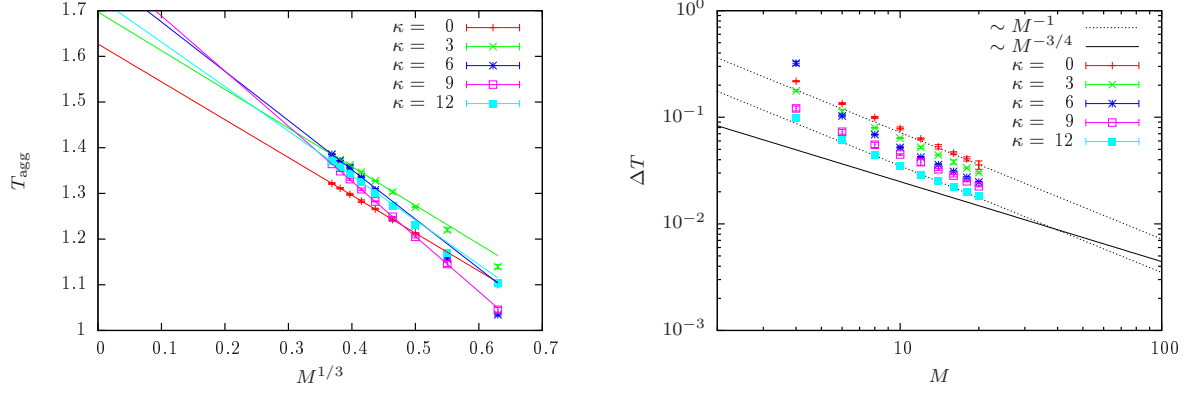 1.7
1.6
1.5
1.4
1.3
1.2
1.1
1
T_agg
κ = 0
κ = 3
κ = 6
κ = 9
κ = 12
0 0.1 0.2 0.3 0.4 0.5 0.6 0.7
M^{1/3}
10^0
10^{−1}
10^{−2}
10^{−3}
ΔT
∼ M^{−1}
∼ M^{−3/4}
κ = 0
κ = 3
κ = 6
κ = 9
κ = 12
10 100
M